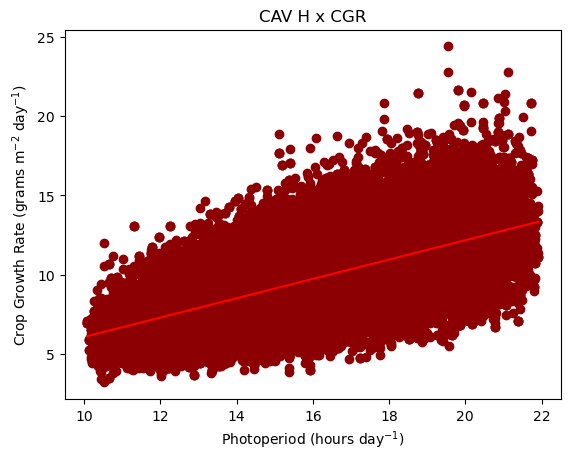 CAV H x CGR
25
20
15
10
5
Crop Growth Rate (grams m⁻² day⁻¹)
10 12 14 16 18 20 22
Photoperiod (hours day⁻¹)